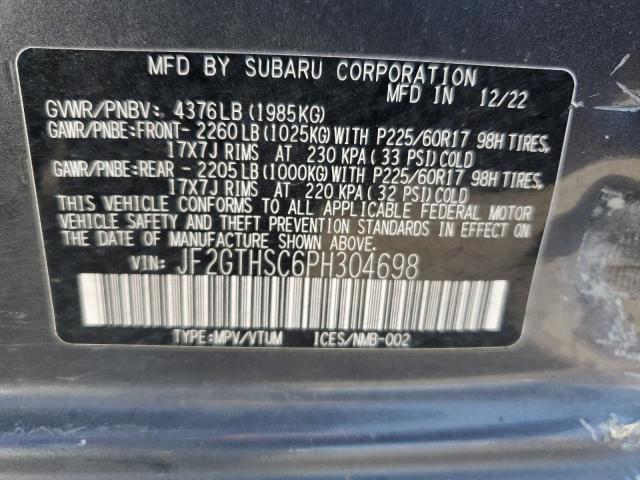 MFD BY SUBARU CORPORATION
MFD IN 12/22
GVWR/PNBV: 4376LB (1985KG)
GAWR/PNBE:FRONT- 2260LB (1025KG) WITH P225/60R17 98H TIRES,
17X7J RIMS AT 230 KPA ( 33 PSI) COLD
GAWR/PNBE:REAR - 2205LB (1000KG) WITH P225/60R17 98H TIRES,
17X7J RIMS AT 220 KPA ( 32 PSI) COLD
THIS VEHICLE CONFORMS TO ALL APPLICABLE FEDERAL MOTOR
VEHICLE SAFETY AND THEFT PREVENTION STANDARDS IN EFFECT ON
THE DATE OF MANUFACTURE SHOWN ABOVE.
VIN: JF2GTHSC6PH304698
TYPE:MPV/VTUM ICES/NMB-002